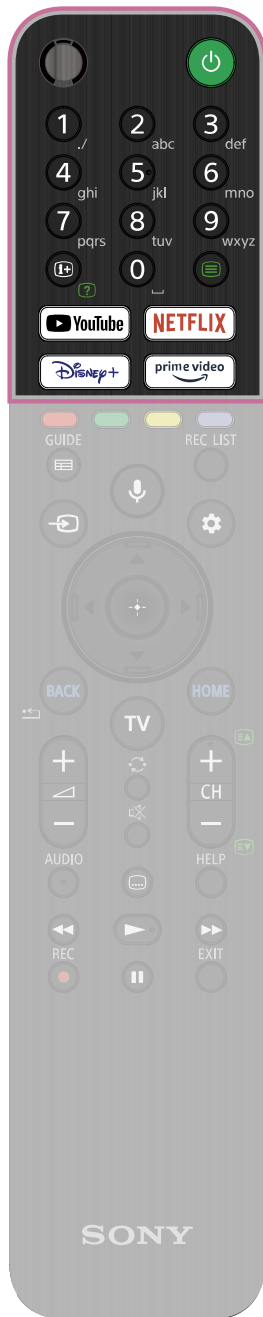 1 2 3
./ abc def
4 5 6
ghi jkl mno
7 8 9
pqrs tuv wxyz
i+ 0
?
YouTube NETFLIX
Disney+ prime video
GUIDE REC LIST
BACK HOME
TV
+ +
CH
− −
AUDIO HELP
REC EXIT
SONY